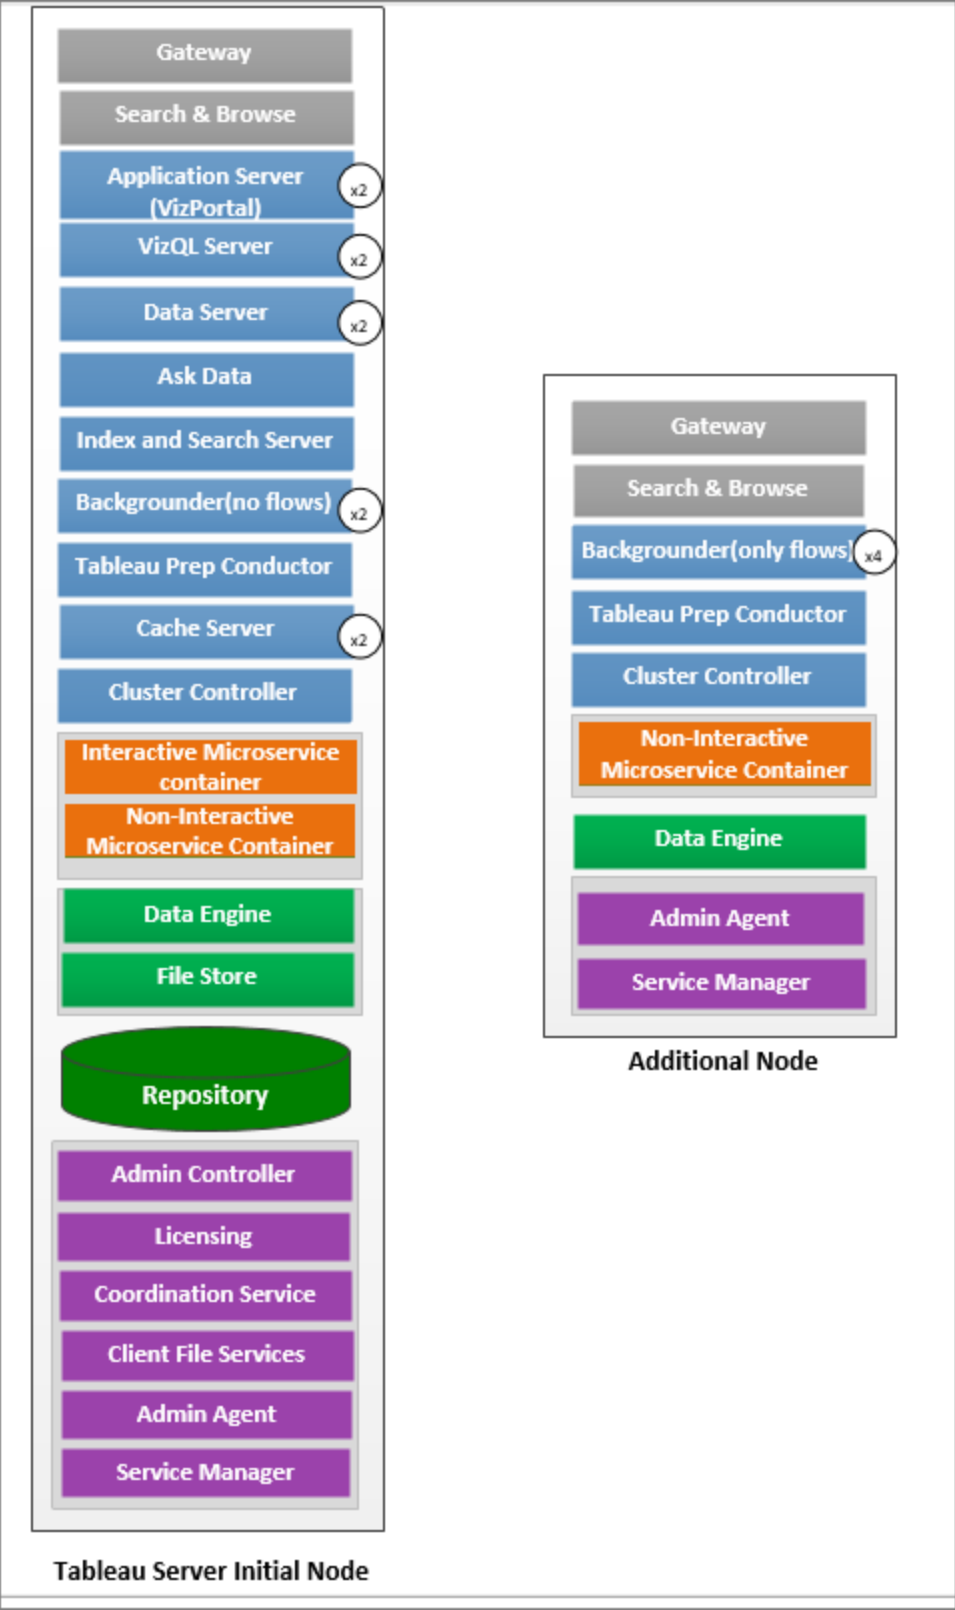 Gateway
Search & Browse
Application Server
(VizPortal)
x2
VizQL Server
x2
Data Server
x2
Ask Data
Index and Search Server
Backgrounder(no flows)
x2
Tableau Prep Conductor
Cache Server
x2
Cluster Controller
Interactive Microservice
container
Non-Interactive
Microservice Container
Data Engine
File Store
Repository
Admin Controller
Licensing
Coordination Service
Client File Services
Admin Agent
Service Manager
Tableau Server Initial Node
Gateway
Search & Browse
Backgrounder(only flows)
x4
Tableau Prep Conductor
Cluster Controller
Non-Interactive
Microservice Container
Data Engine
Admin Agent
Service Manager
Additional Node